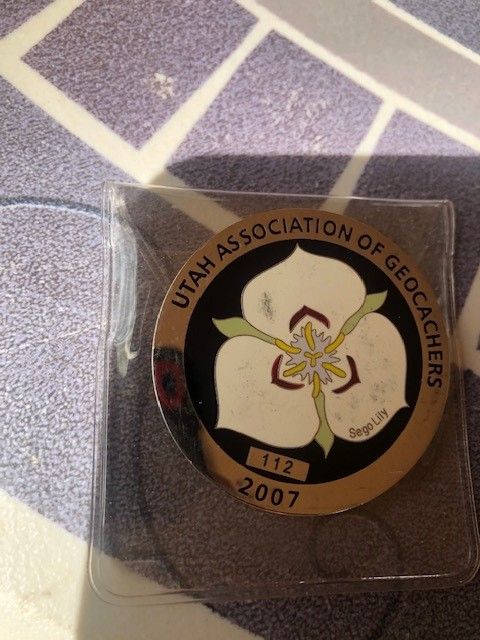 UTAH ASSOCIATION OF GEOCACHERS
Sego Lily
112
2007